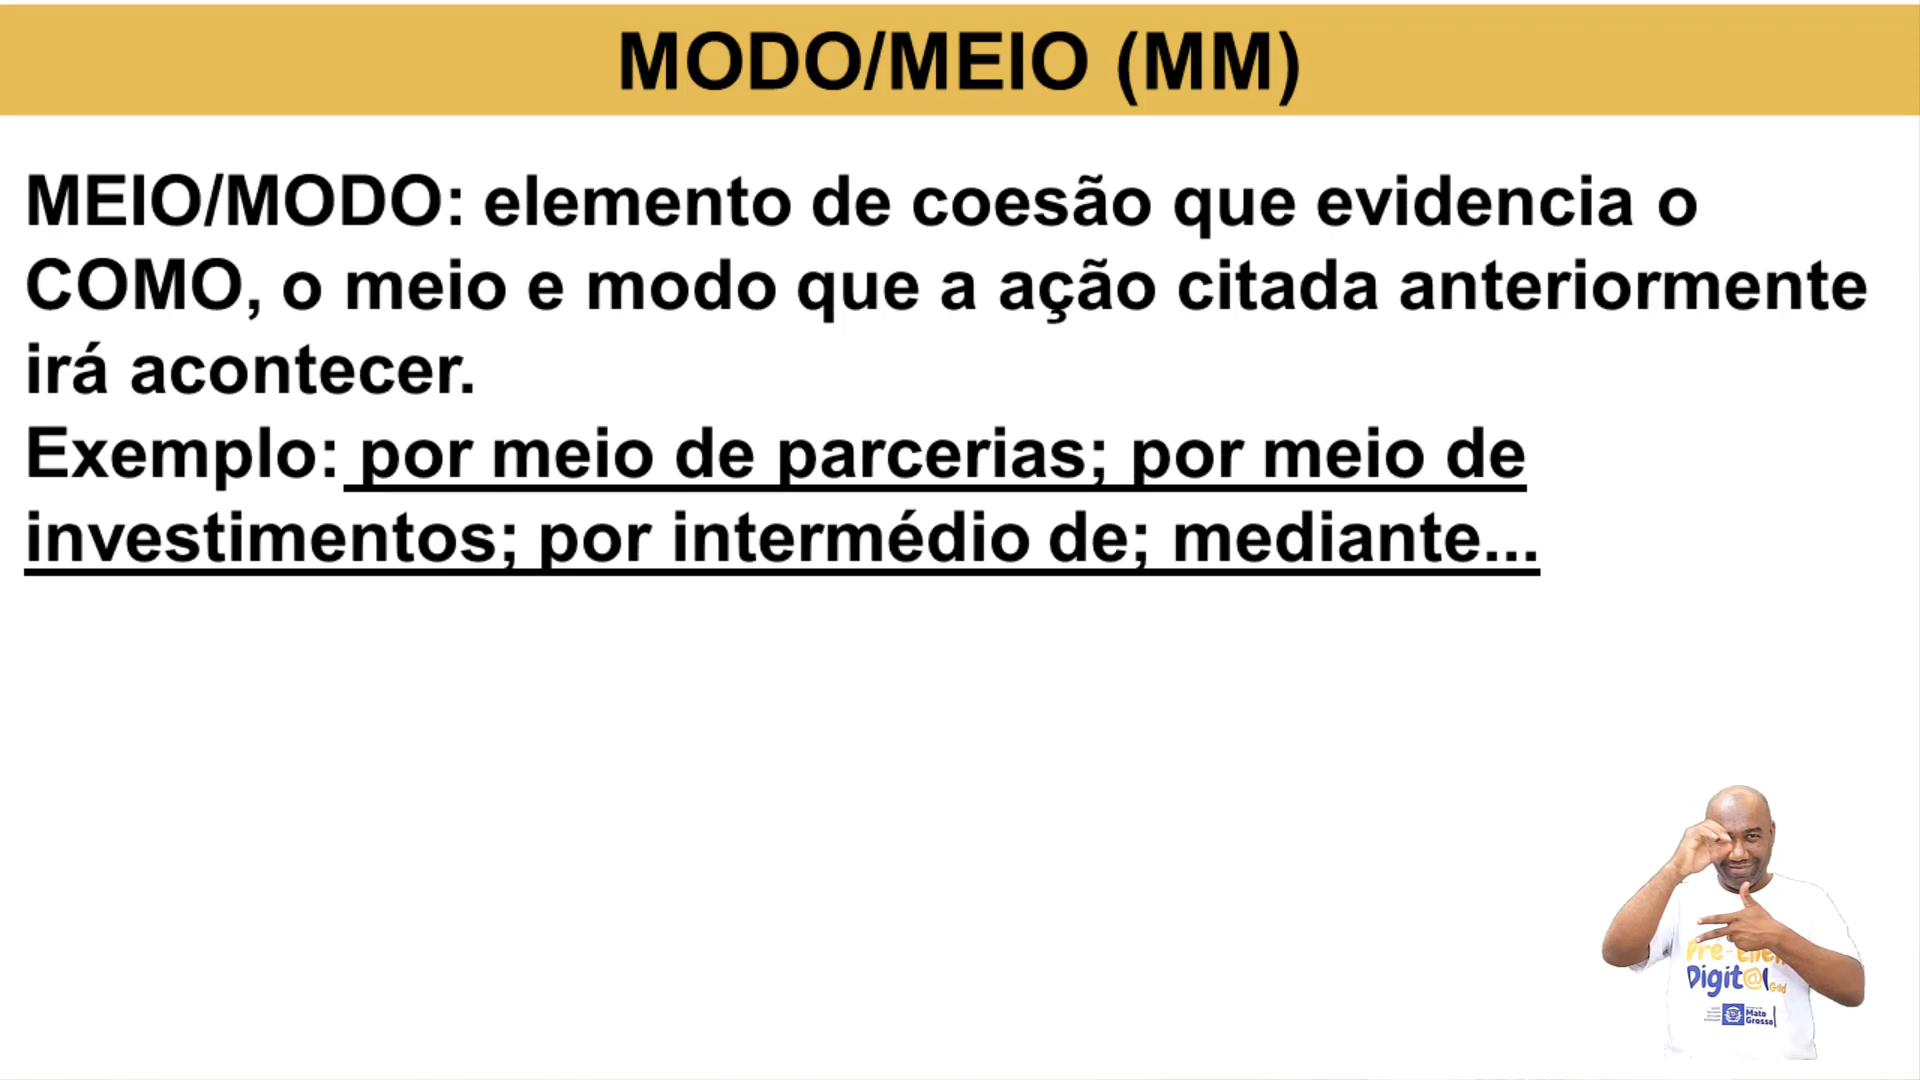 MODO/MEIO (MM)
MEIO/MODO: elemento de coesão que evidencia o
COMO, o meio e modo que a ação citada anteriormente
irá acontecer.
Exemplo: por meio de parcerias; por meio de
investimentos; por intermédio de; mediante...
Pré-
Digit@l
Mato
Grosso